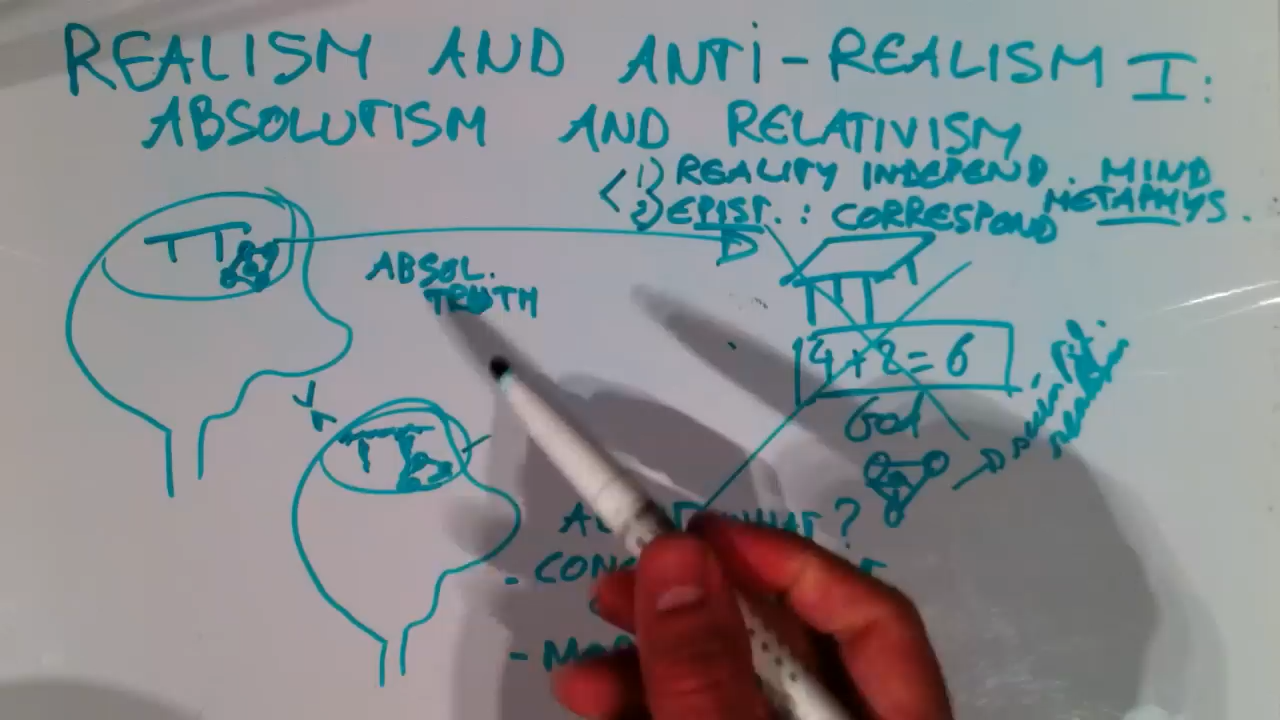 REALISM AND ANTi-REALISM I:
ABSOLUTISM AND RELATIVISM
1) REALITY INDEPEND. MIND
METAPHYS.
2) EPIST.: CORRESPOND
ABSOL.
TRUTH
4+2=6
God
WHAT?